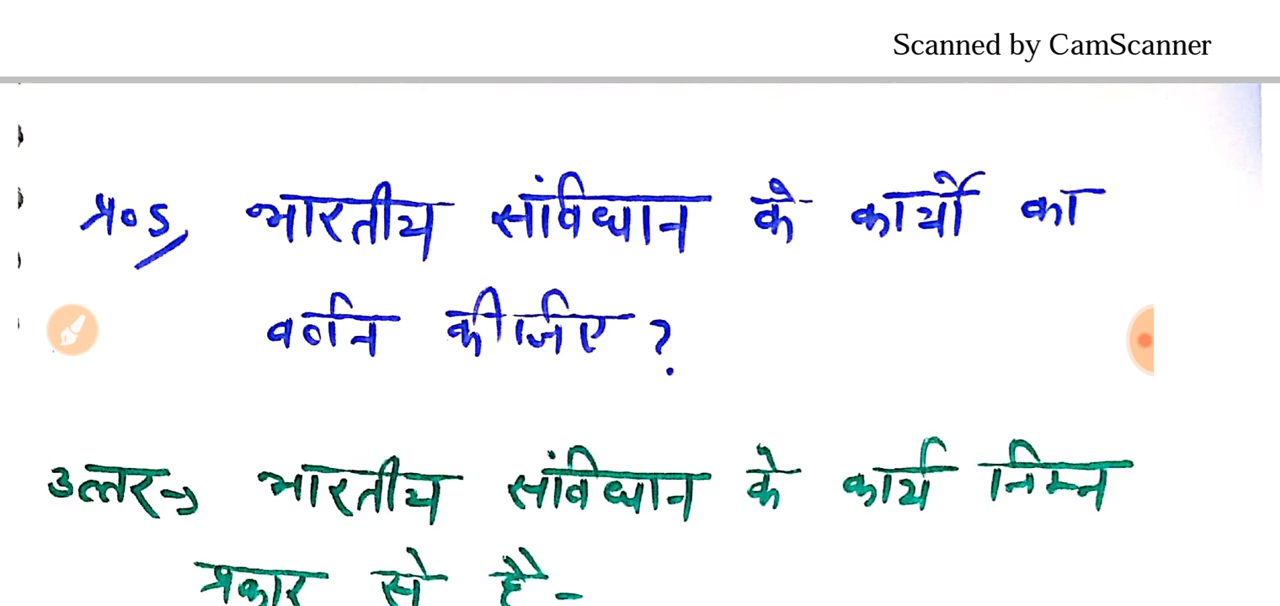 Scanned by CamScanner
प्र०5, भारतीय संविधान के कार्यों का
वर्णन कीजिए ?
उत्तर→ भारतीय संविधान के कार्य निम्न
प्रकार से है -